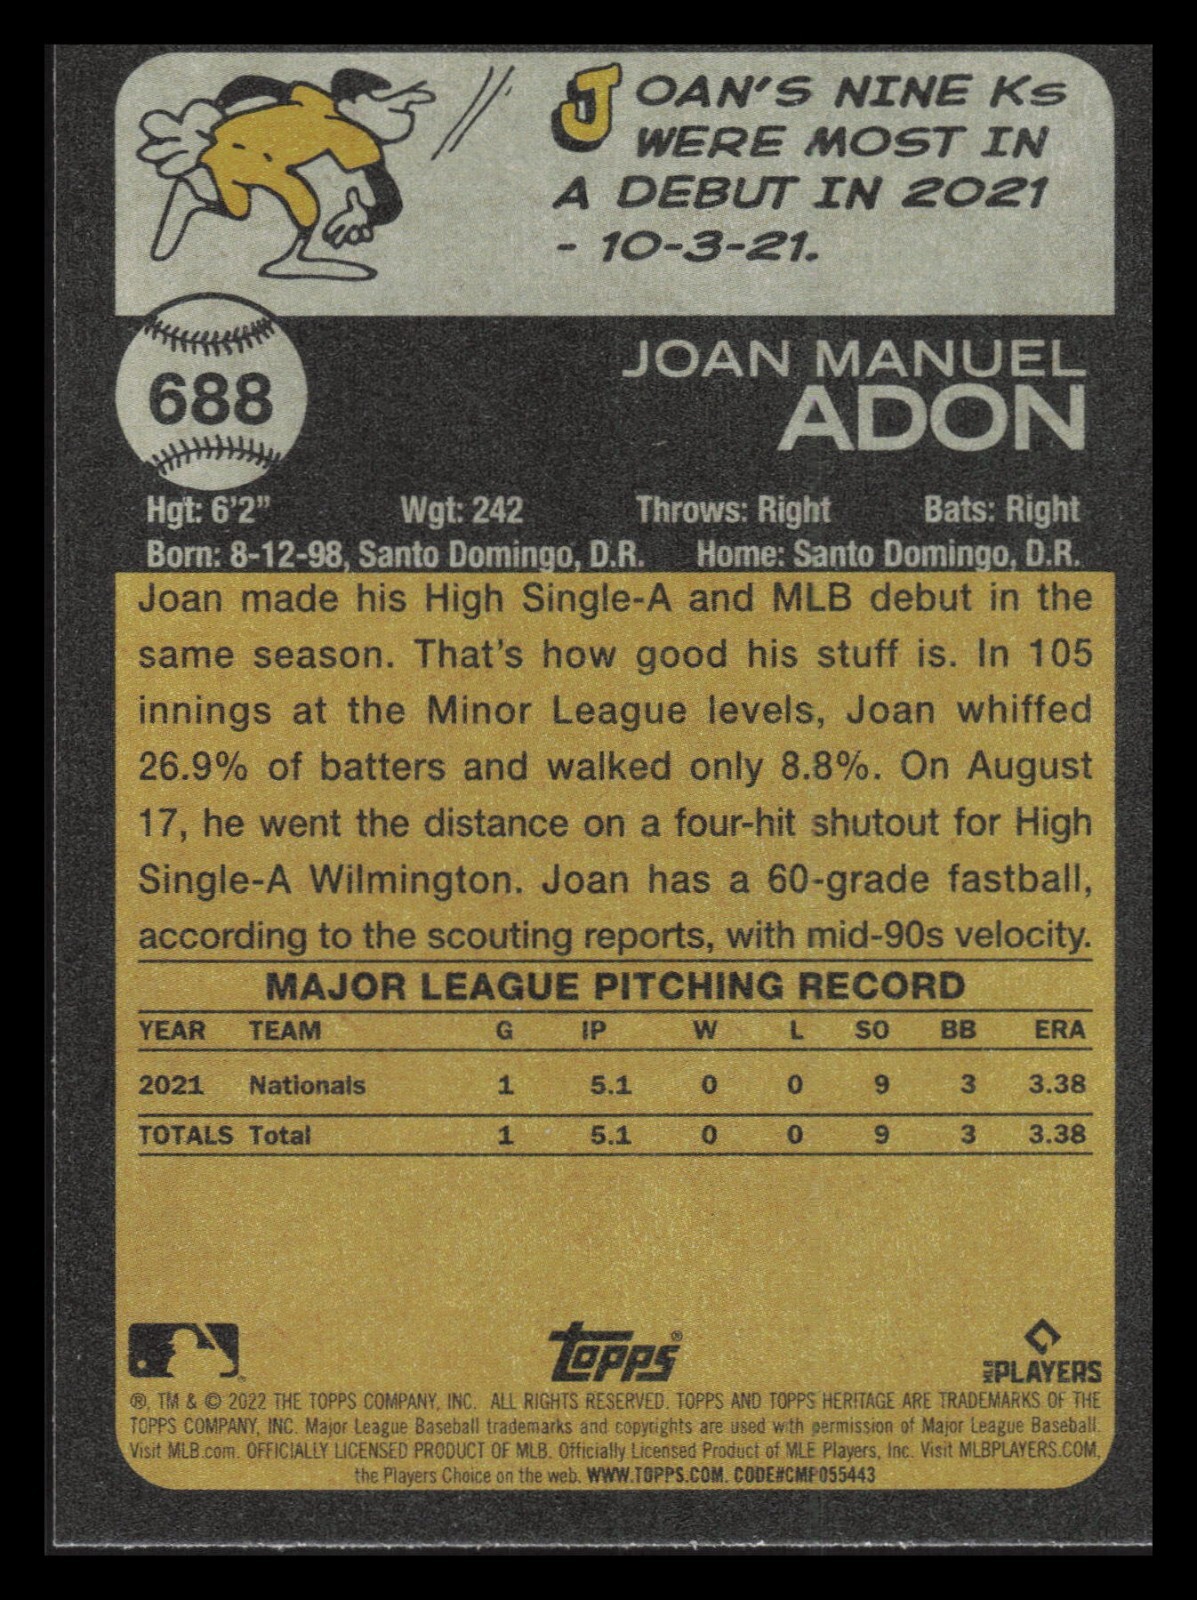 JOAN'S NINE Ks
WERE MOST IN
A DEBUT IN 2021
- 10-3-21.
688
JOAN MANUEL
ADON
Hgt: 6'2" Wgt: 242 Throws: Right Bats: Right
Born: 8-12-98, Santo Domingo, D.R. Home: Santo Domingo, D.R.
Joan made his High Single-A and MLB debut in the
same season. That's how good his stuff is. In 105
innings at the Minor League levels, Joan whiffed
26.9% of batters and walked only 8.8%. On August
17, he went the distance on a four-hit shutout for High
Single-A Wilmington. Joan has a 60-grade fastball,
according to the scouting reports, with mid-90s velocity.
MAJOR LEAGUE PITCHING RECORD
YEAR TEAM G IP W L SO BB ERA
2021 Nationals 1 5.1 0 0 9 3 3.38
TOTALS Total 1 5.1 0 0 9 3 3.38
Topps®
MLB PLAYERS
®, TM & © 2022 THE TOPPS COMPANY, INC. ALL RIGHTS RESERVED. TOPPS AND TOPPS HERITAGE ARE TRADEMARKS OF THE
TOPPS COMPANY, INC. Major League Baseball trademarks and copyrights are used with permission of Major League Baseball.
Visit MLB.com. OFFICIALLY LICENSED PRODUCT OF MLB. Officially Licensed Product of MLB Players, Inc. Visit MLBPLAYERS.COM,
the Players Choice on the web. WWW.TOPPS.COM. CODE#CMP055443